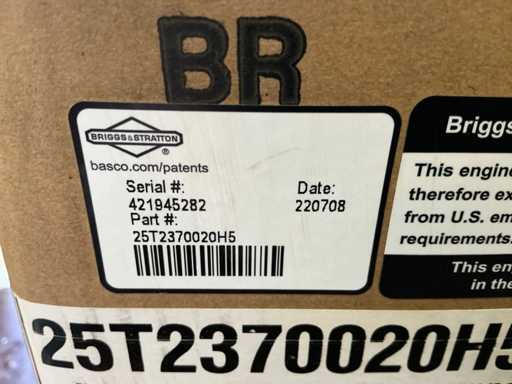 BR
BRIGGS & STRATTON
®
basco.com/patents
Serial #:
421945282
Date:
220708
Part #:
25T2370020H5
Briggs
This engin
therefore ex
from U.S. em
requirements.
This en
in the
25T2370020H5